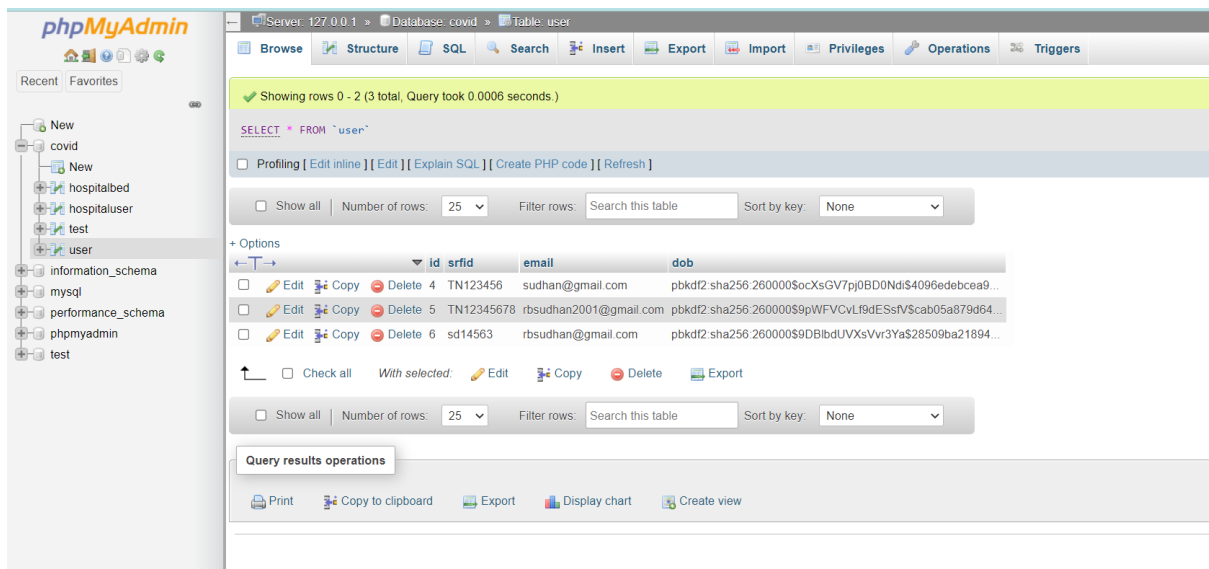 phpMyAdmin
Recent Favorites
New
covid
New
hospitalbed
hospitaluser
test
user
information_schema
mysql
performance_schema
phpmyadmin
test
Server: 127.0.0.1 » Database: covid » Table: user
Browse Structure SQL Search Insert Export Import Privileges Operations Triggers
Showing rows 0 - 2 (3 total, Query took 0.0006 seconds.)
SELECT * FROM `user`
Profiling [ Edit inline ] [ Edit ] [ Explain SQL ] [ Create PHP code ] [ Refresh ]
Show all | Number of rows: 25 Filter rows: Search this table Sort by key: None
+ Options
←T→ id srfid email dob
Edit Copy Delete 4 TN123456 sudhan@gmail.com pbkdf2:sha256:260000$ocXsGV7pj0BD0Ndi$4096edebcea9...
Edit Copy Delete 5 TN12345678 rbsudhan2001@gmail.com pbkdf2:sha256:260000$9pWFVCvLf9dESsfV$cab05a879d64...
Edit Copy Delete 6 sd14563 rbsudhan@gmail.com pbkdf2:sha256:260000$9DBlbdUVXsVvr3Ya$28509ba21894...
Check all With selected: Edit Copy Delete Export
Show all | Number of rows: 25 Filter rows: Search this table Sort by key: None
Query results operations
Print Copy to clipboard Export Display chart Create view